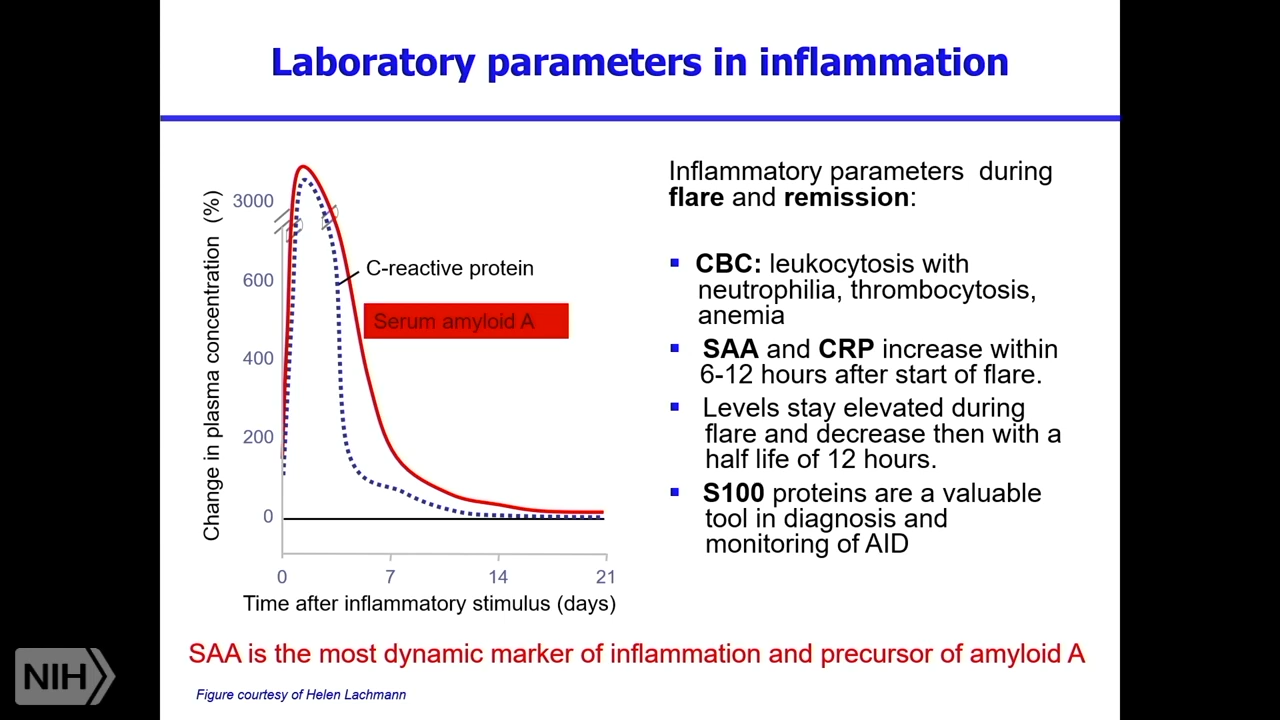 Laboratory parameters in inflammation
Change in plasma concentration (%)
3000
600
400
200
0
C-reactive protein
Serum amyloid A
0 7 14 21
Time after inflammatory stimulus (days)
Inflammatory parameters during
flare and remission:
▪ CBC: leukocytosis with
neutrophilia, thrombocytosis,
anemia
▪ SAA and CRP increase within
6-12 hours after start of flare.
▪ Levels stay elevated during
flare and decrease then with a
half life of 12 hours.
▪ S100 proteins are a valuable
tool in diagnosis and
monitoring of AID
SAA is the most dynamic marker of inflammation and precursor of amyloid A
NIH
Figure courtesy of Helen Lachmann